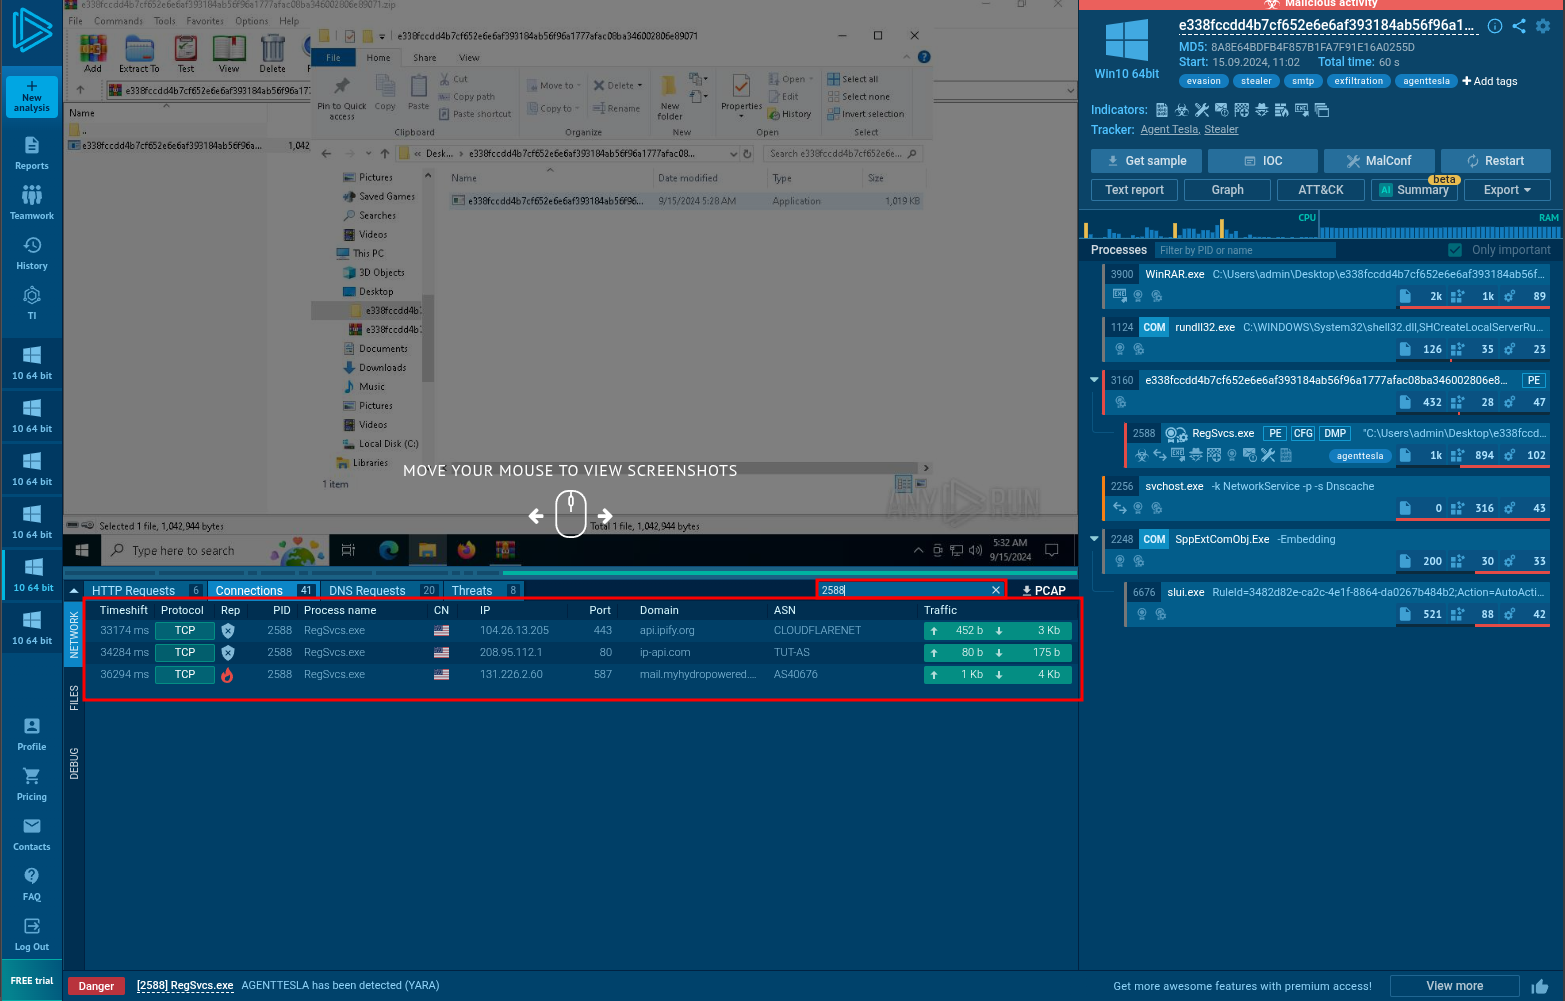 e338fccdd4b7cf652e6e6af393184ab56f96a1777afac08ba346002806e89071.zip
File Commands Tools Favorites Options Help
Add Extract To Test View Delete
Name
..
e338fccdd4b7cf652e6e6af393184ab56f96a...
1,042
e338fccdd4b7cf652e6e6af393184ab56f96a1777afac08ba346002806e89071
File Home Share View
Pin to Quick access
Copy
Paste
Cut
Copy path
Paste shortcut
Clipboard
Move to
Copy to
Delete
Rename
Organize
New folder
New
Properties
Open
Edit
History
Open
Select all
Select none
Invert selection
Select
« Desk... > e338fccdd4b7cf652e6e6af393184ab56f96a1777afac08...
Search e338fccdd4b7cf652e6e...
Name Date modified Type Size
e338fccdd4b7cf652e6e6af393184ab56f96... 9/15/2024 5:28 AM Application 1,019 KB
Pictures
Saved Games
Searches
Videos
This PC
3D Objects
Desktop
e338fccdd4b
e338fccdd4b
Documents
Downloads
Music
Pictures
Videos
Local Disk (C:)
Libraries
1 item
MOVE YOUR MOUSE TO VIEW SCREENSHOTS
ANY RUN
Selected 1 file, 1,042,944 bytes
Total 1 file, 1,042,944 bytes
Type here to search
5:32 AM
9/15/2024
New analysis
Reports
Teamwork
History
TI
10 64 bit
10 64 bit
10 64 bit
10 64 bit
10 64 bit
10 64 bit
Profile
Pricing
Contacts
FAQ
Log Out
FREE trial
HTTP Requests 6 Connections 41 DNS Requests 20 Threats 8 2588 PCAP
NETWORK
FILES
DEBUG
Timeshift Protocol Rep PID Process name CN IP Port Domain ASN Traffic
33174 ms TCP 2588 RegSvcs.exe 104.26.13.205 443 api.ipify.org CLOUDFLARENET 452 b 3 Kb
34284 ms TCP 2588 RegSvcs.exe 208.95.112.1 80 ip-api.com TUT-AS 80 b 175 b
36294 ms TCP 2588 RegSvcs.exe 131.226.2.60 587 mail.myhydropowered.... AS40676 1 Kb 4 Kb
Danger [2588] RegSvcs.exe AGENTTESLA has been detected (YARA)
Malicious activity
Win10 64bit
e338fccdd4b7cf652e6e6af393184ab56f96a1...
MD5: 8A8E64BDFB4F857B1FA7F91E16A0255D
Start: 15.09.2024, 11:02 Total time: 60 s
evasion stealer smtp exfiltration agenttesla Add tags
Indicators:
Tracker: Agent Tesla, Stealer
Get sample IOC MalConf Restart
beta
Text report Graph ATT&CK AI Summary Export
CPU RAM
Processes Filter by PID or name Only important
3900 WinRAR.exe C:\Users\admin\Desktop\e338fccdd4b7cf652e6e6af393184ab56f...
2k 1k 89
1124 COM rundll32.exe C:\WINDOWS\System32\shell32.dll,SHCreateLocalServerRu...
126 35 23
3160 e338fccdd4b7cf652e6e6af393184ab56f96a1777afac08ba346002806e8... PE
432 28 47
2588 RegSvcs.exe PE CFG DMP "C:\Users\admin\Desktop\e338fccd...
agenttesla 1k 894 102
2256 svchost.exe -k NetworkService -p -s Dnscache
0 316 43
2248 COM SppExtComObj.Exe -Embedding
200 30 33
6676 slui.exe RuleId=3482d82e-ca2c-4e1f-8864-da0267b484b2;Action=AutoActi...
521 88 42
Get more awesome features with premium access! View more